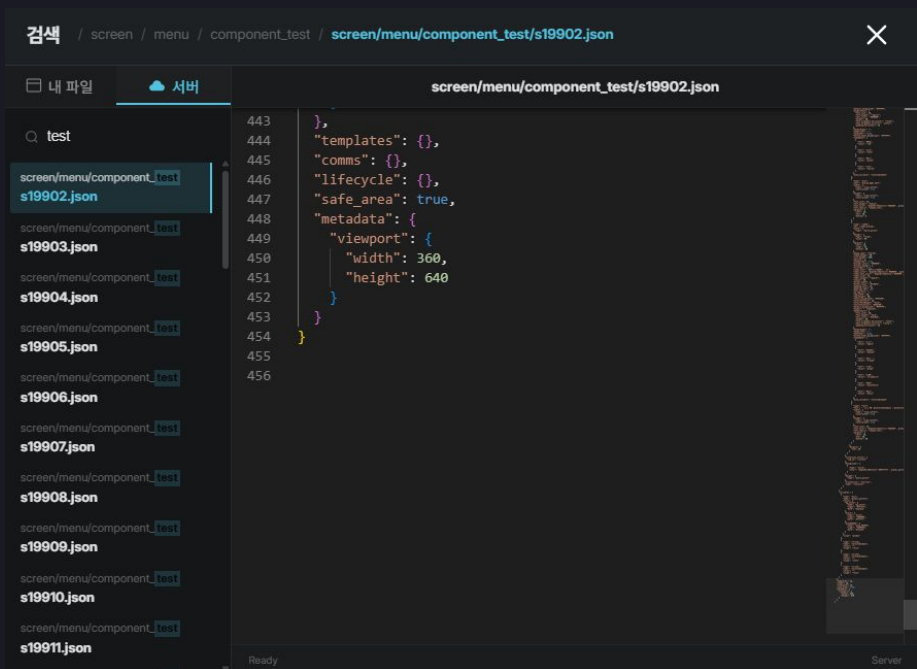 검색 / screen / menu / component_test / screen/menu/component_test/s19902.json
내 파일
서버
screen/menu/component_test/s19902.json
test
screen/menu/component_test
s19902.json
screen/menu/component_test
s19903.json
screen/menu/component_test
s19904.json
screen/menu/component_test
s19905.json
screen/menu/component_test
s19906.json
screen/menu/component_test
s19907.json
screen/menu/component_test
s19908.json
screen/menu/component_test
s19909.json
screen/menu/component_test
s19910.json
screen/menu/component_test
s19911.json
443 },
444 "templates": {},
445 "comms": {},
446 "lifecycle": {},
447 "safe_area": true,
448 "metadata": {
449 "viewport": {
450 "width": 360,
451 "height": 640
452 }
453 }
454 }
455
456
Ready
Server